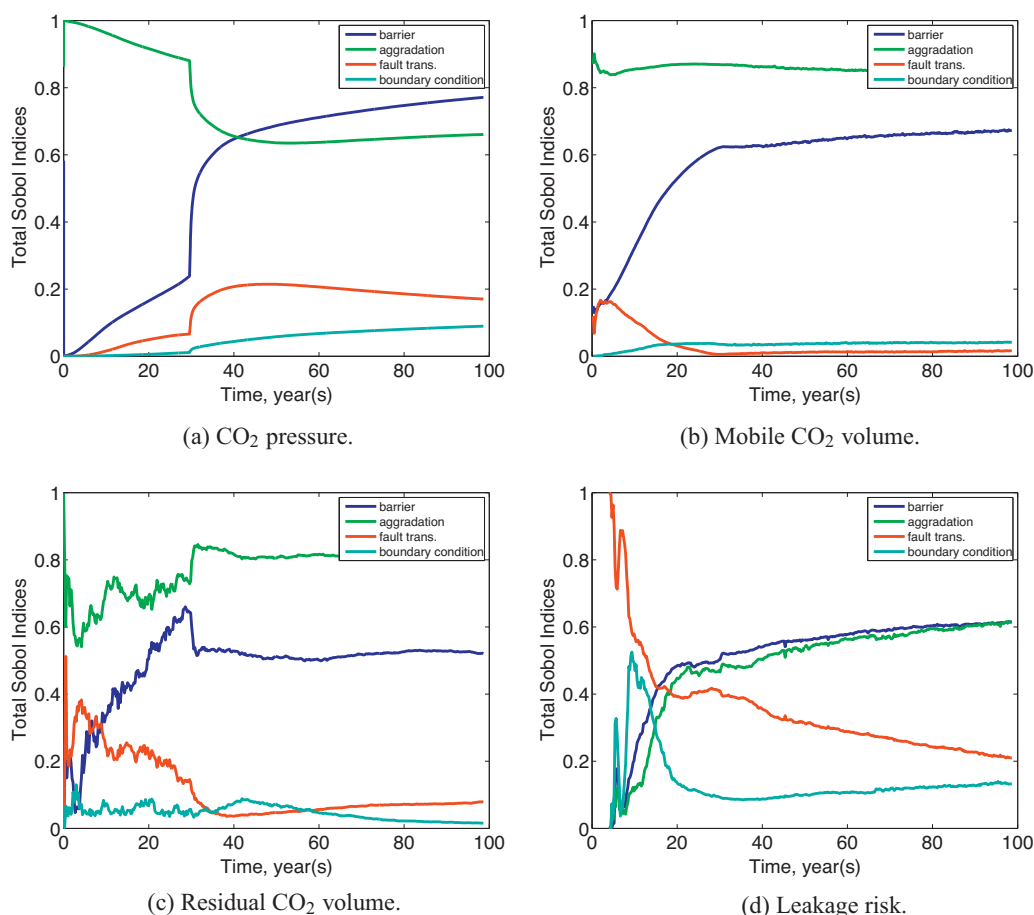 1
0.8
0.6
0.4
0.2
0
Total Sobol Indices
barrier
aggradation
fault trans.
boundary condition
0 20 40 60 80 100
Time, year(s)
(a) CO₂ pressure.
1
0.8
0.6
0.4
0.2
0
Total Sobol Indices
barrier
aggradation
fault trans.
boundary condition
0 20 40 60 80 100
Time, year(s)
(b) Mobile CO₂ volume.
1
0.8
0.6
0.4
0.2
0
Total Sobol Indices
barrier
aggradation
fault trans.
boundary condition
0 20 40 60 80 100
Time, year(s)
(c) Residual CO₂ volume.
1
0.8
0.6
0.4
0.2
0
Total Sobol Indices
barrier
aggradation
fault trans.
boundary condition
0 20 40 60 80 100
Time, year(s)
(d) Leakage risk.